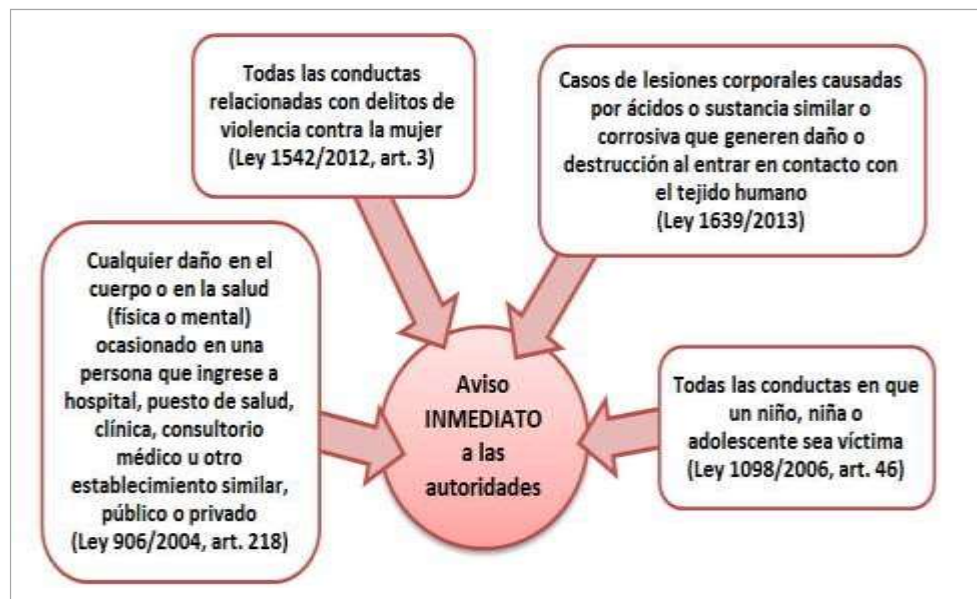 Todas las conductas
relacionadas con delitos de
violencia contra la mujer
(Ley 1542/2012, art. 3)
Casos de lesiones corporales causadas
por ácidos o sustancia similar o
corrosiva que generen daño o
destrucción al entrar en contacto con
el tejido humano
(Ley 1639/2013)
Cualquier daño en el
cuerpo o en la salud
(física o mental)
ocasionado en una
persona que ingrese a
hospital, puesto de salud,
clínica, consultorio
médico u otro
establecimiento similar,
público o privado
(Ley 906/2004, art. 218)
Aviso
INMEDIATO
a las
autoridades
Todas las conductas en que
un niño, niña o
adolescente sea víctima
(Ley 1098/2006, art. 46)